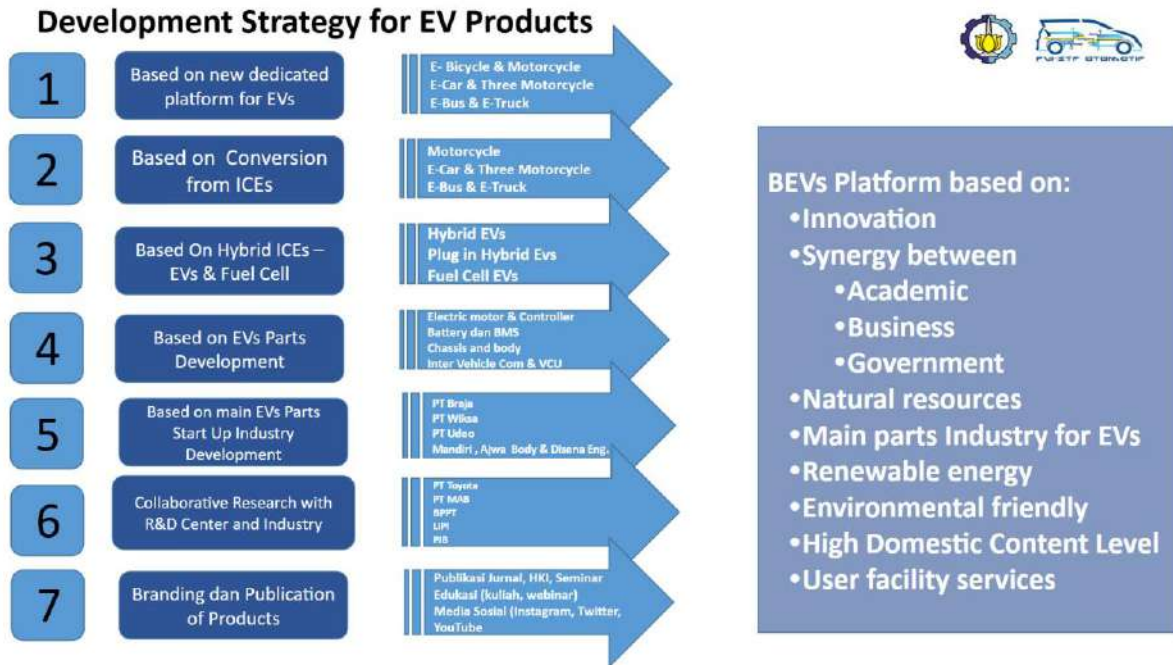 Development Strategy for EV Products
1
Based on new dedicated
platform for EVs
E- Bicycle & Motorcycle
E-Car & Three Motorcycle
E-Bus & E-Truck
2
Based on Conversion
from ICEs
Motorcycle
E-Car & Three Motorcycle
E-Bus & E-Truck
3
Based On Hybrid ICEs –
EVs & Fuel Cell
Hybrid EVs
Plug in Hybrid Evs
Fuel Cell EVs
4
Based on EVs Parts
Development
Electric motor & Controller
Battery dan BMS
Chassis and body
Inter Vehicle Com & VCU
5
Based on main EVs Parts
Start Up Industry
Development
PT Braja
PT Wiksa
PT Udeo
Mandiri , Ajwa Body & Disena Eng.
6
Collaborative Research with
R&D Center and Industry
PT Toyota
PT MAB
BPPT
LIPI
7
Branding dan Publication
of Products
Publikasi Jurnal, HKI, Seminar
Edukasi (kuliah, webinar)
Media Sosial (Instagram, Twitter,
YouTube
BEVs Platform based on:
•Innovation
•Synergy between
•Academic
•Business
•Government
•Natural resources
•Main parts Industry for EVs
•Renewable energy
•Environmental friendly
•High Domestic Content Level
•User facility services